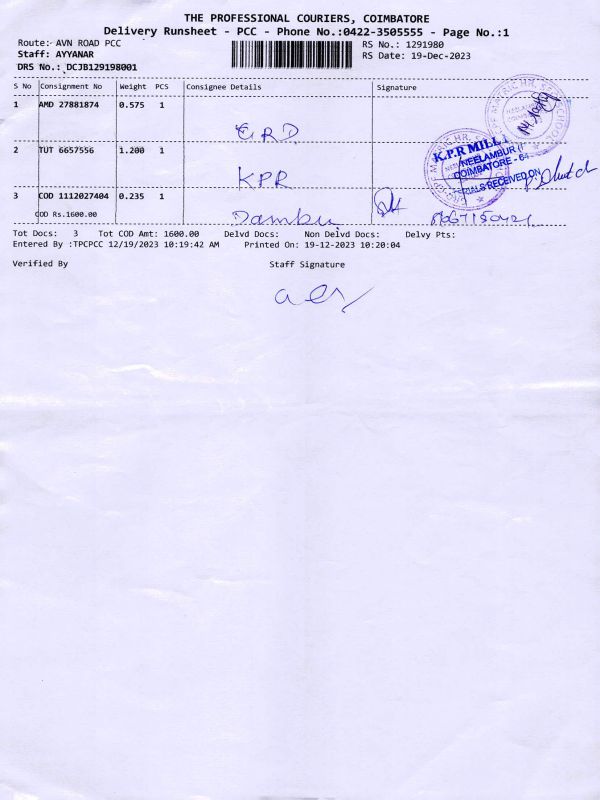 THE PROFESSIONAL COURIERS, COIMBATORE
Delivery Runsheet - PCC - Phone No.:0422-3505555 - Page No.:1
Route: AVN ROAD PCC RS No.: 1291980
Staff: AYYANAR RS Date: 19-Dec-2023
DRS No.: DCJB129198001
S No Consignment No Weight PCS Consignee Details Signature
1 AMD 27881874 0.575 1
GRD
2 TUT 6657556 1.200 1
K.P.R MILL
NEELAMBUR
COIMBATORE - 64
RIALS RECEIVED ON
KPR
3 COD 1112027404 0.235 1
COD Rs.1600.00
Tot Docs: 3 Tot COD Amt: 1600.00 Delvd Docs: Non Delvd Docs: Delvy Pts:
Entered By :TPCPCC 12/19/2023 10:19:42 AM Printed On: 19-12-2023 10:20:04
Verified By Staff Signature